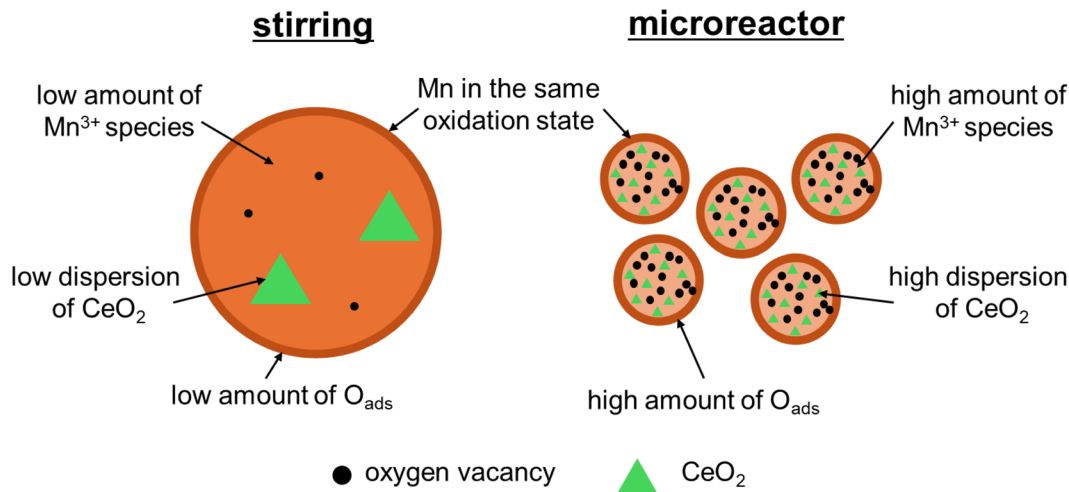 stirring
microreactor
low amount of
Mn³⁺ species
Mn in the same
oxidation state
high amount of
Mn³⁺ species
low dispersion
of CeO₂
high dispersion
of CeO₂
low amount of Oₐdₛ
high amount of Oₐdₛ
oxygen vacancy
CeO₂